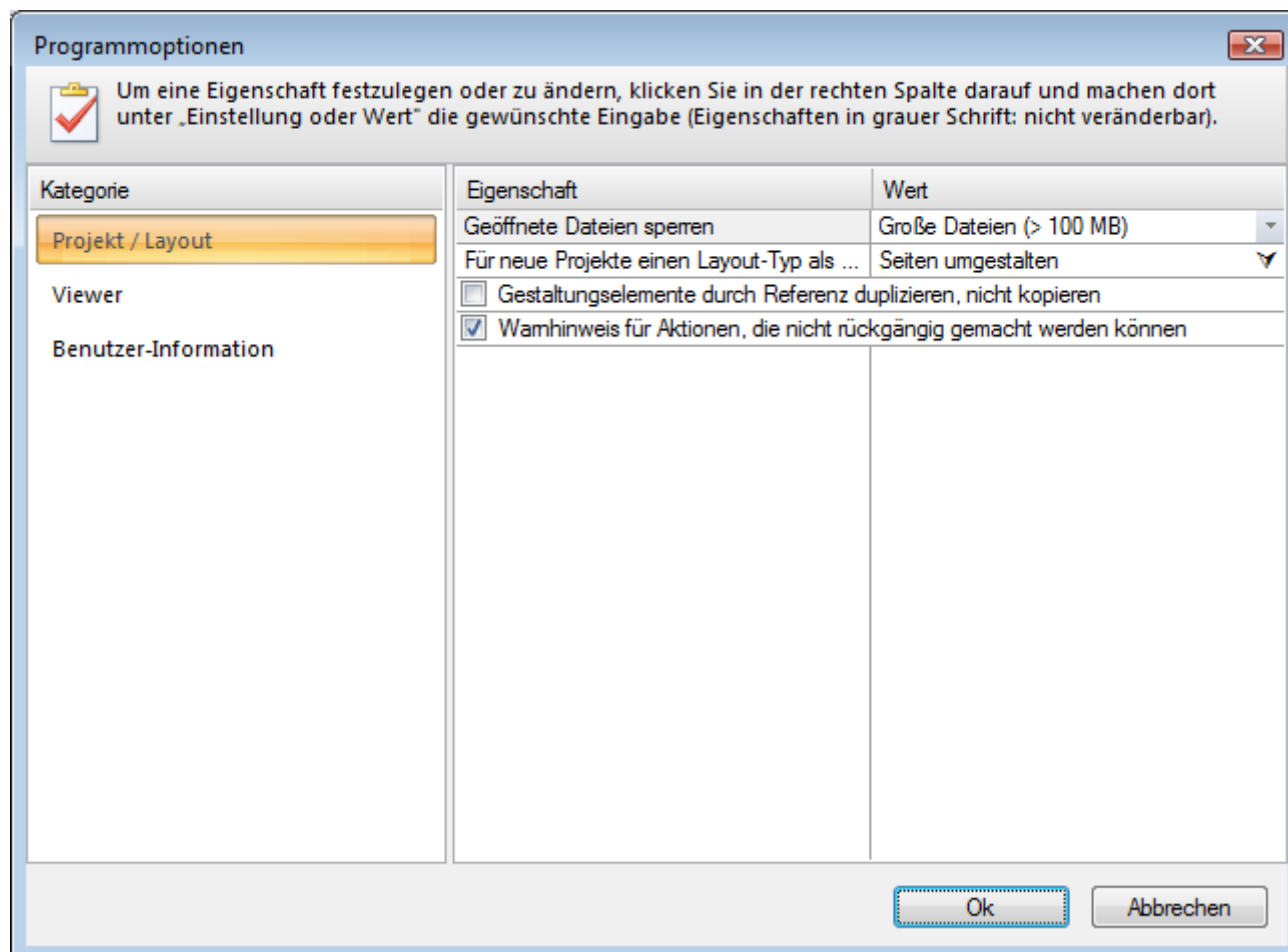 Programmoptionen
Um eine Eigenschaft festzulegen oder zu ändern, klicken Sie in der rechten Spalte darauf und machen dort
unter „Einstellung oder Wert" die gewünschte Eingabe (Eigenschaften in grauer Schrift: nicht veränderbar).
Kategorie
Projekt / Layout
Viewer
Benutzer-Information
Eigenschaft Wert
Geöffnete Dateien sperren Große Dateien (> 100 MB)
Für neue Projekte einen Layout-Typ als ... Seiten umgestalten
Gestaltungselemente durch Referenz duplizieren, nicht kopieren
Warnhinweis für Aktionen, die nicht rückgängig gemacht werden können
Ok Abbrechen